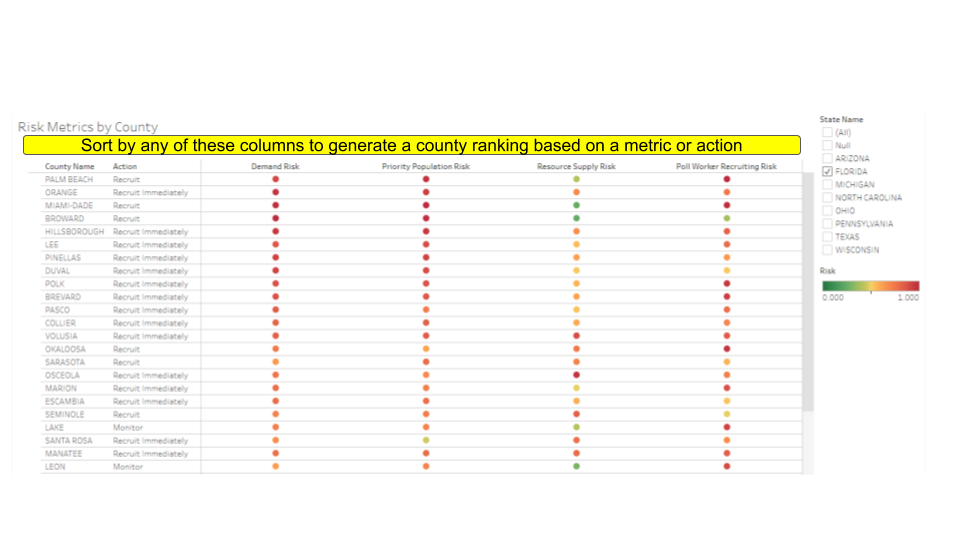 Risk Metrics by County
Sort by any of these columns to generate a county ranking based on a metric or action
County Name Action Demand Risk Priority Population Risk Resource Supply Risk Poll Worker Recruiting Risk
PALM BEACH Recruit
ORANGE Recruit Immediately
MIAMI-DADE Recruit
BROWARD Recruit
HILLSBOROUGH Recruit Immediately
LEE Recruit Immediately
PINELLAS Recruit Immediately
DUVAL Recruit Immediately
POLK Recruit Immediately
BREVARD Recruit Immediately
PASCO Recruit Immediately
COLLIER Recruit Immediately
VOLUSIA Recruit Immediately
OKALOOSA Recruit
SARASOTA Recruit
OSCEOLA Recruit Immediately
MARION Recruit Immediately
ESCAMBIA Recruit Immediately
SEMINOLE Recruit
LAKE Monitor
SANTA ROSA Recruit Immediately
MANATEE Recruit Immediately
LEON Monitor
State Name
(All)
Null
ARIZONA
FLORIDA
MICHIGAN
NORTH CAROLINA
OHIO
PENNSYLVANIA
TEXAS
WISCONSIN
Risk
0.000 1.000